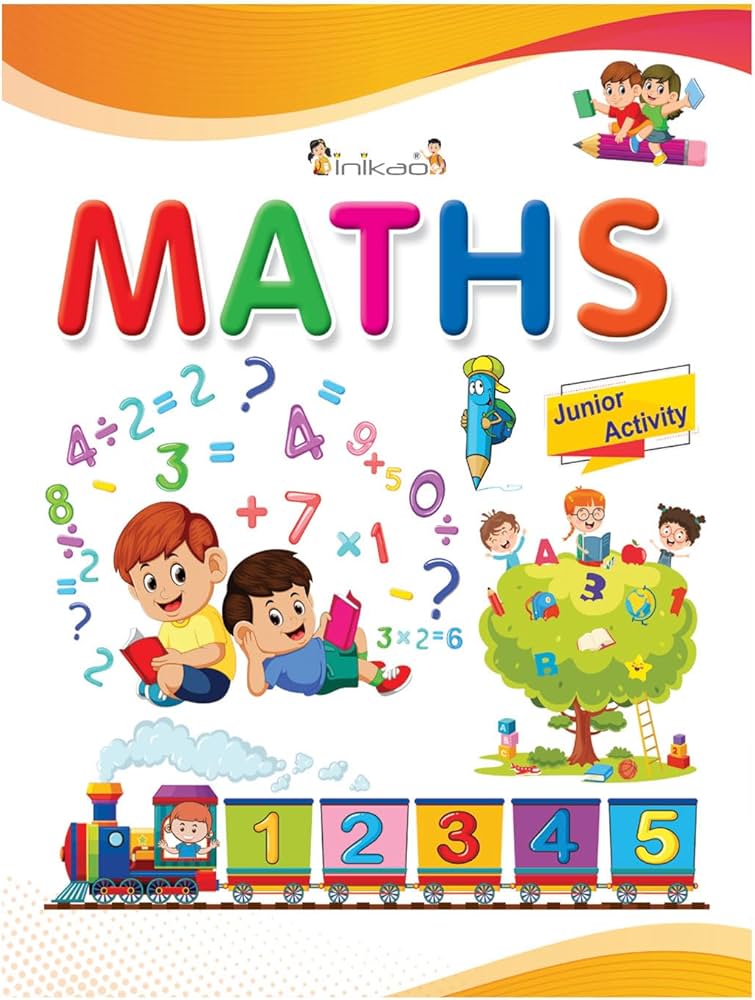 inikao®
MATHS
Junior
Activity
4÷2=2 ?
=
3 =
4
9
+5
8
-
÷2
=
+7×1
0÷
-
?
?
2
3×2=6
A
3
1
B
A
L
C
1 2 3 4 5